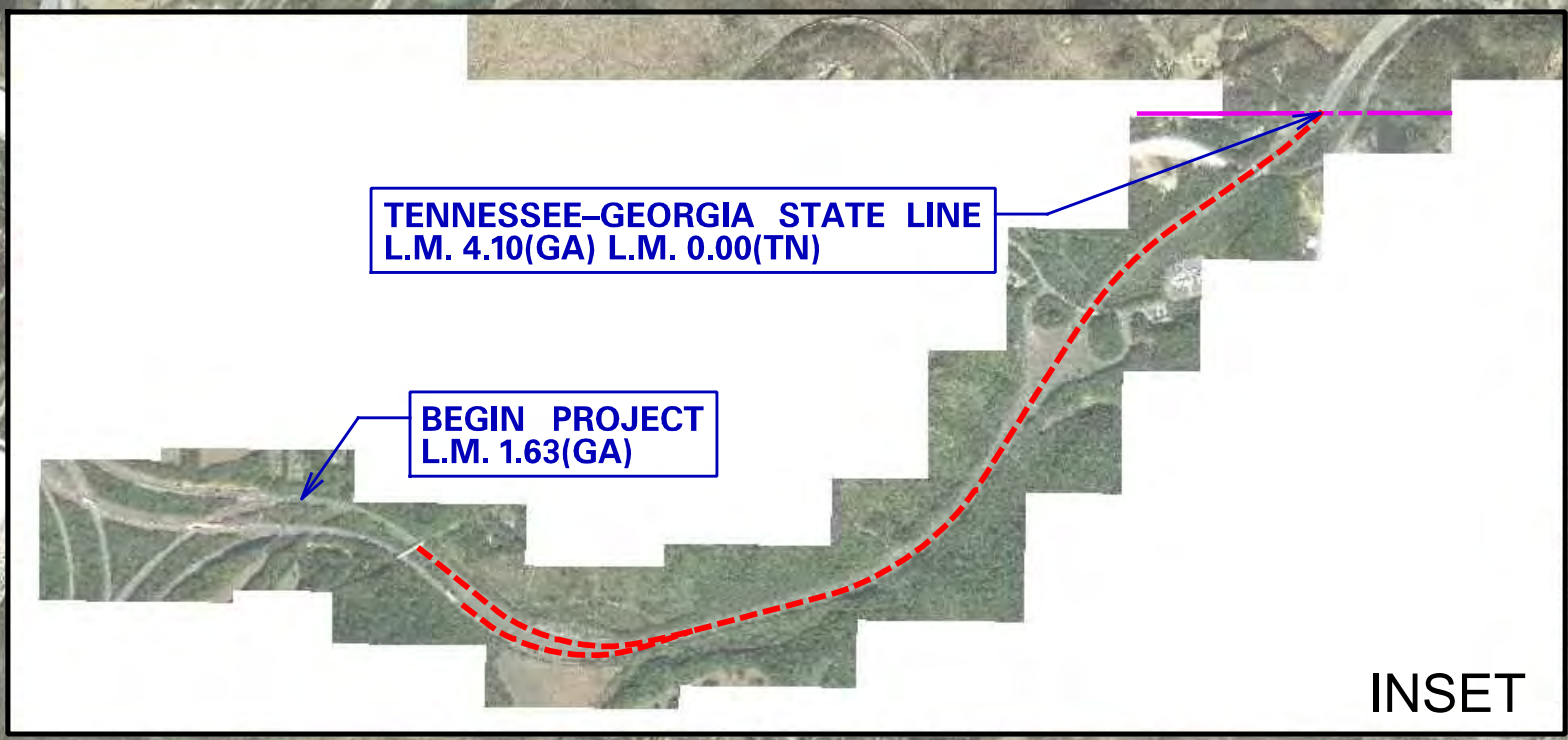 TENNESSEE–GEORGIA STATE LINE
L.M. 4.10(GA) L.M. 0.00(TN)
BEGIN PROJECT
L.M. 1.63(GA)
INSET